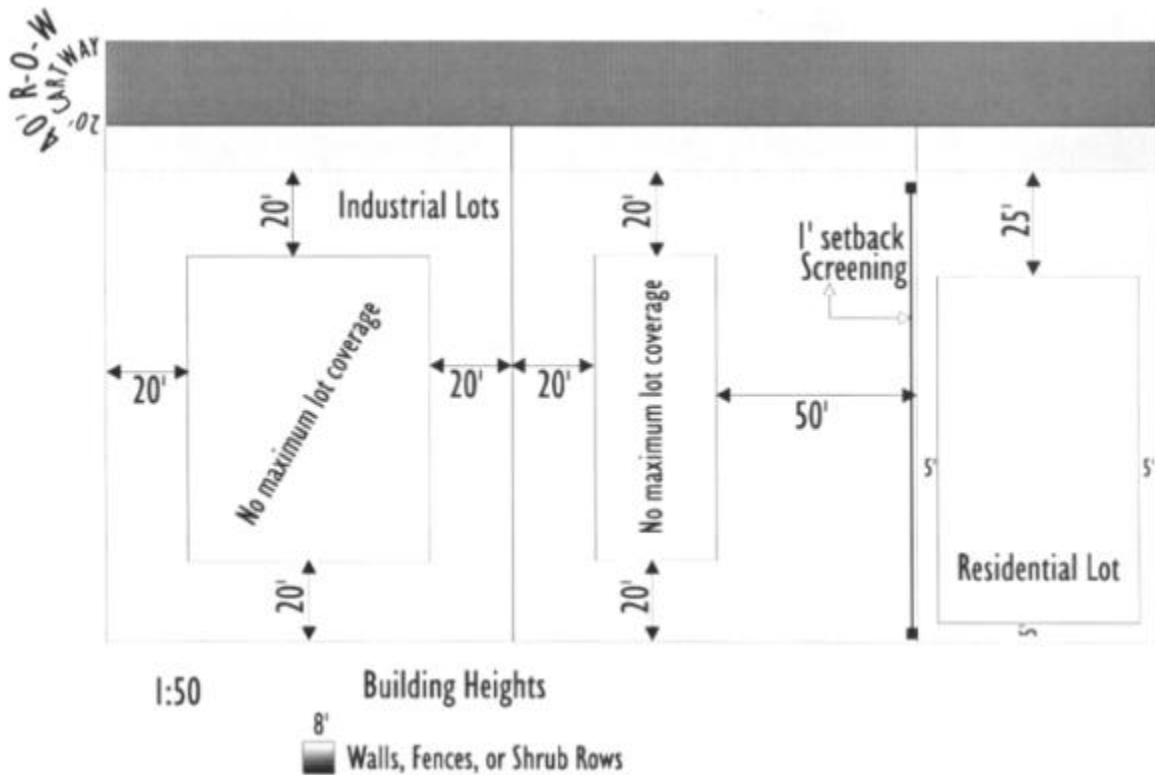 40' R-O-W
20' CARTWAY
20'
Industrial Lots
20'
25'
1' setback
Screening
No maximum lot coverage
No maximum lot coverage
20'
20'
20'
50'
5'
5'
Residential Lot
20'
20'
5'
1:50
Building Heights
8'
Walls, Fences, or Shrub Rows